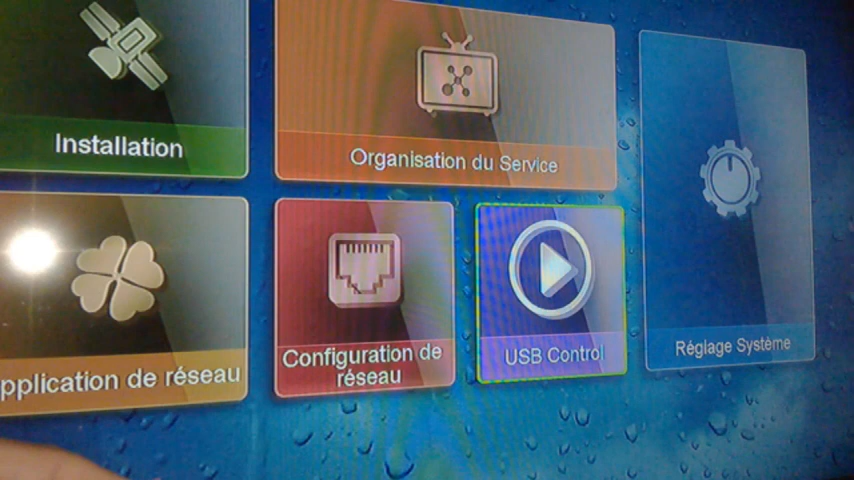 Installation
Organisation du Service
pplication de réseau
Configuration de
réseau
USB Control
Réglage Système